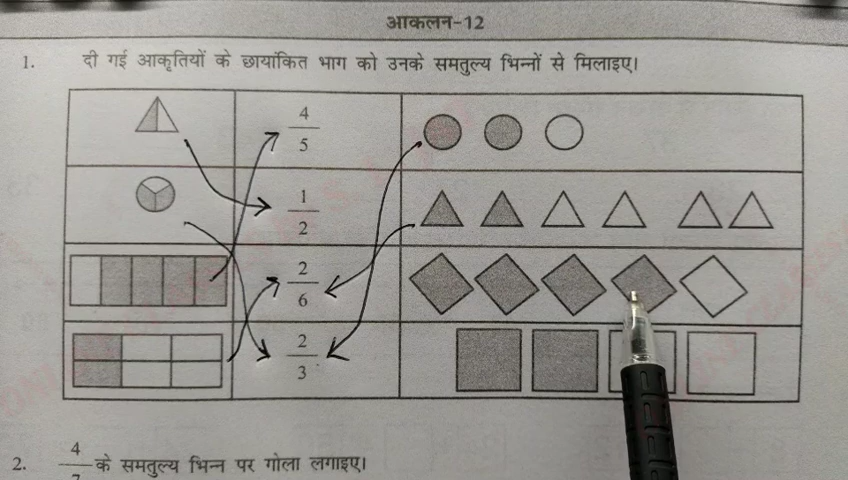 आकलन-12
1. दी गई आकृतियों के छायांकित भाग को उनके समतुल्य भिन्नों से मिलाइए।
4/5
1/2
2/6
2/3
2. 4/7 के समतुल्य भिन्न पर गोला लगाइए।